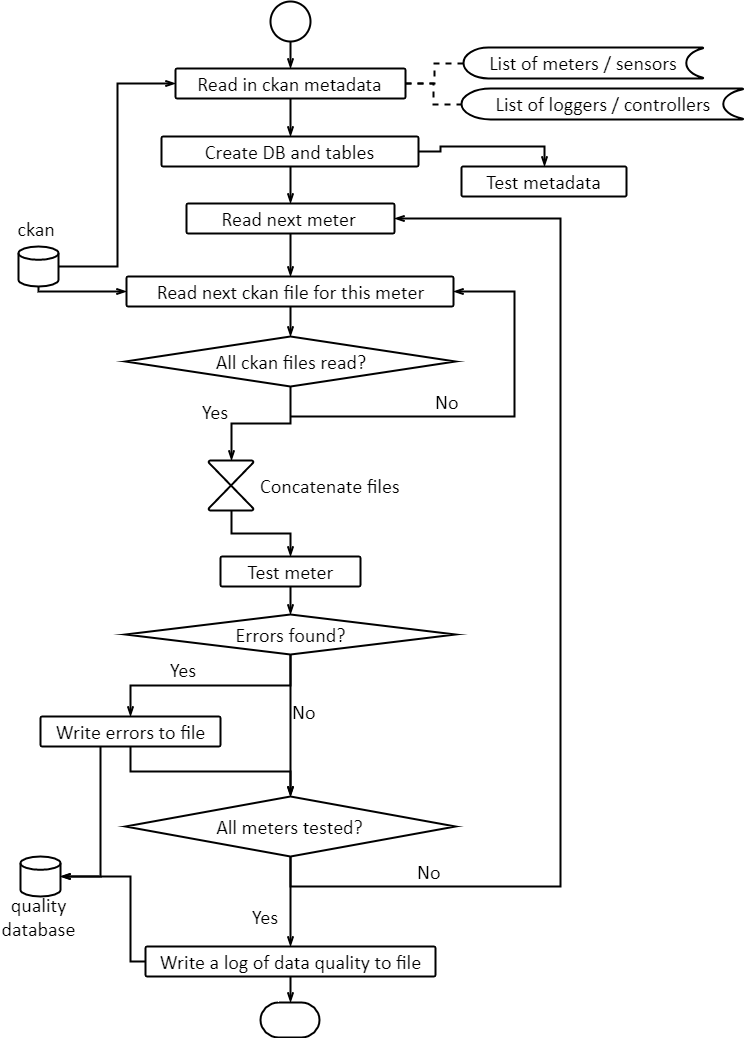 List of meters / sensors
Read in ckan metadata
List of loggers / controllers
Create DB and tables
Test metadata
Read next meter
ckan
Read next ckan file for this meter
All ckan files read?
No
Yes
Concatenate files
Test meter
Errors found?
Yes
No
Write errors to file
All meters tested?
No
quality
database
Yes
Write a log of data quality to file